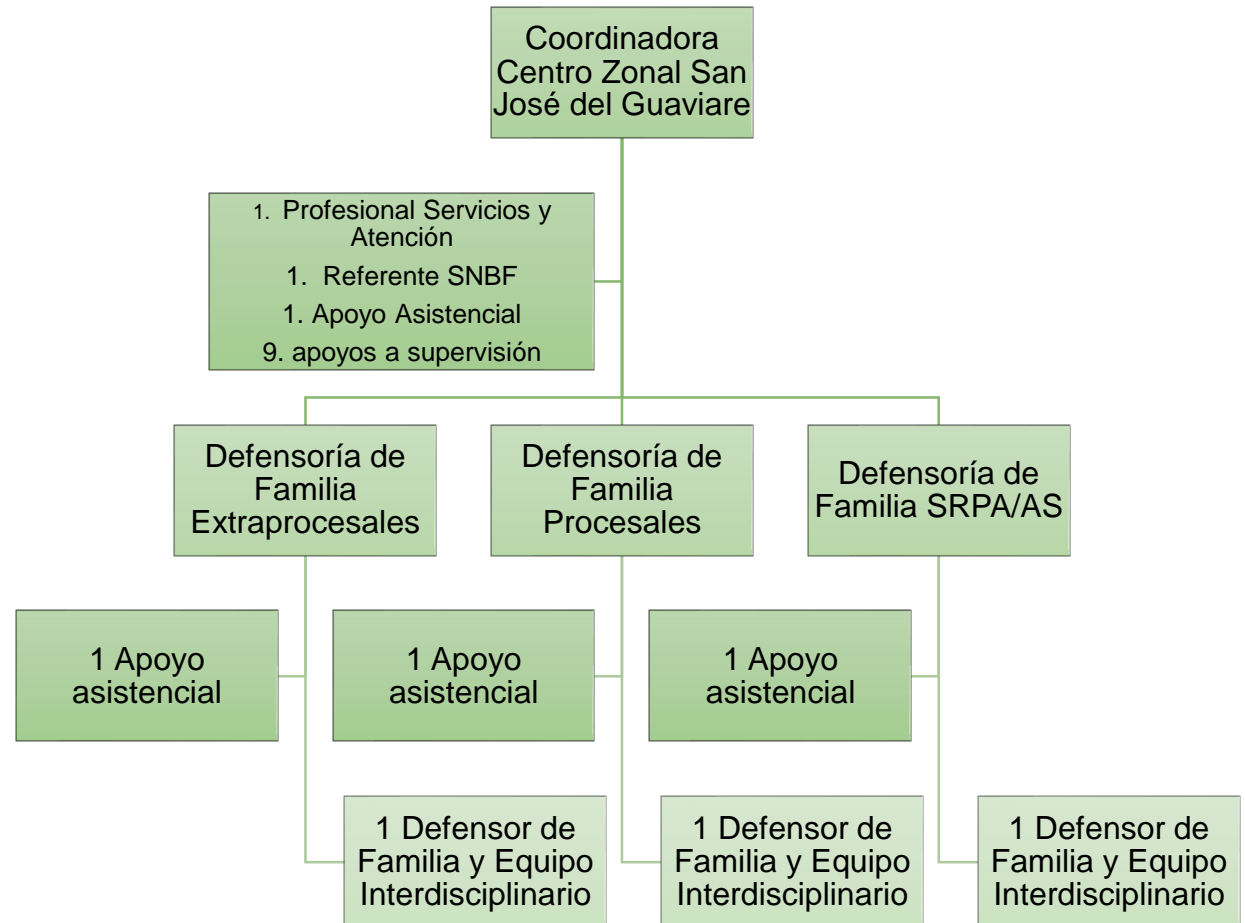 Coordinadora
Centro Zonal San
José del Guaviare
1. Profesional Servicios y
Atención
1. Referente SNBF
1. Apoyo Asistencial
9. apoyos a supervisión
Defensoría de
Familia
Extraprocesales
Defensoría de
Familia
Procesales
Defensoría de
Familia SRPA/AS
1 Apoyo
asistencial
1 Apoyo
asistencial
1 Apoyo
asistencial
1 Defensor de
Familia y Equipo
Interdisciplinario
1 Defensor de
Familia y Equipo
Interdisciplinario
1 Defensor de
Familia y Equipo
Interdisciplinario